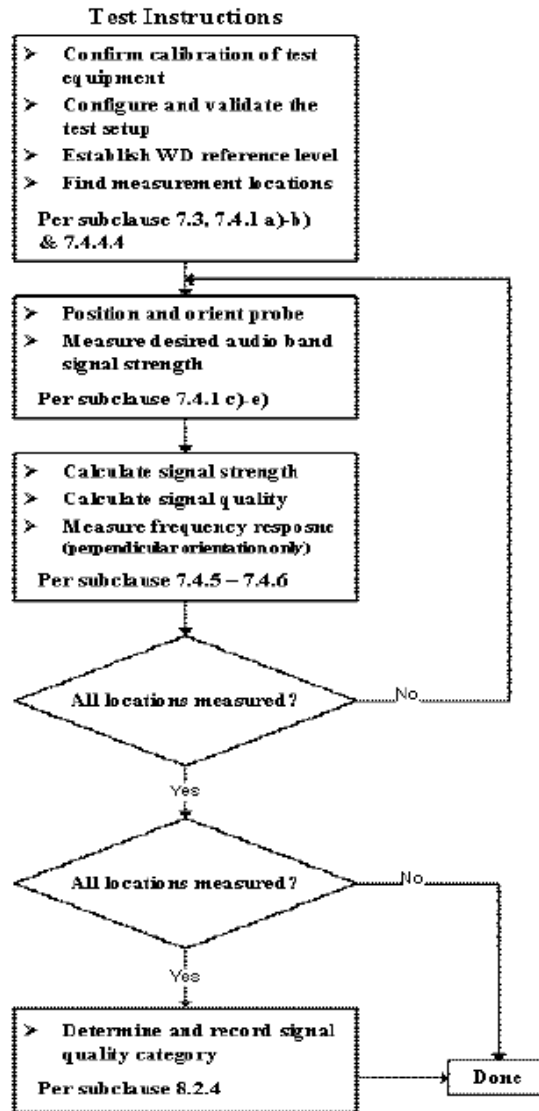 Test Instructions
➢ Confirm calibration of test
equipment
➢ Configure and validate the
test setup
➢ Establish WD reference level
➢ Find measurement locations
Per subclause 7.3, 7.4.1 a)-b)
& 7.4.4.4
➢ Position and orient probe
➢ Measure desired audio band
signal strength
Per subclause 7.4.1 c)-e)
➢ Calculate signal strength
➢ Calculate signal quality
➢ Measure frequency resposne
(perpendicular orientation only)
Per subclause 7.4.5 – 7.4.6
All locations measured?
No
Yes
All locations measured?
No
Yes
➢ Determine and record signal
quality category
Per subclause 8.2.4
Done